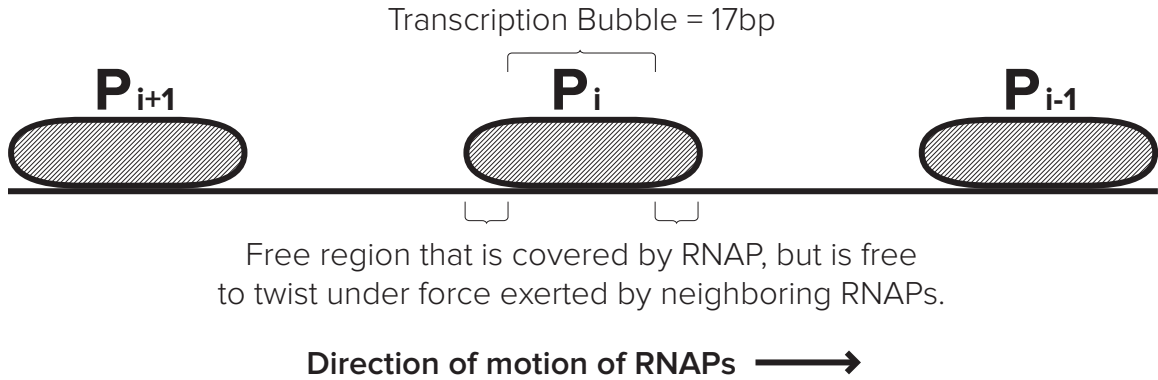 Transcription Bubble = 17bp
P i+1 P i P i-1
Free region that is covered by RNAP, but is free
to twist under force exerted by neighboring RNAPs.
Direction of motion of RNAPs